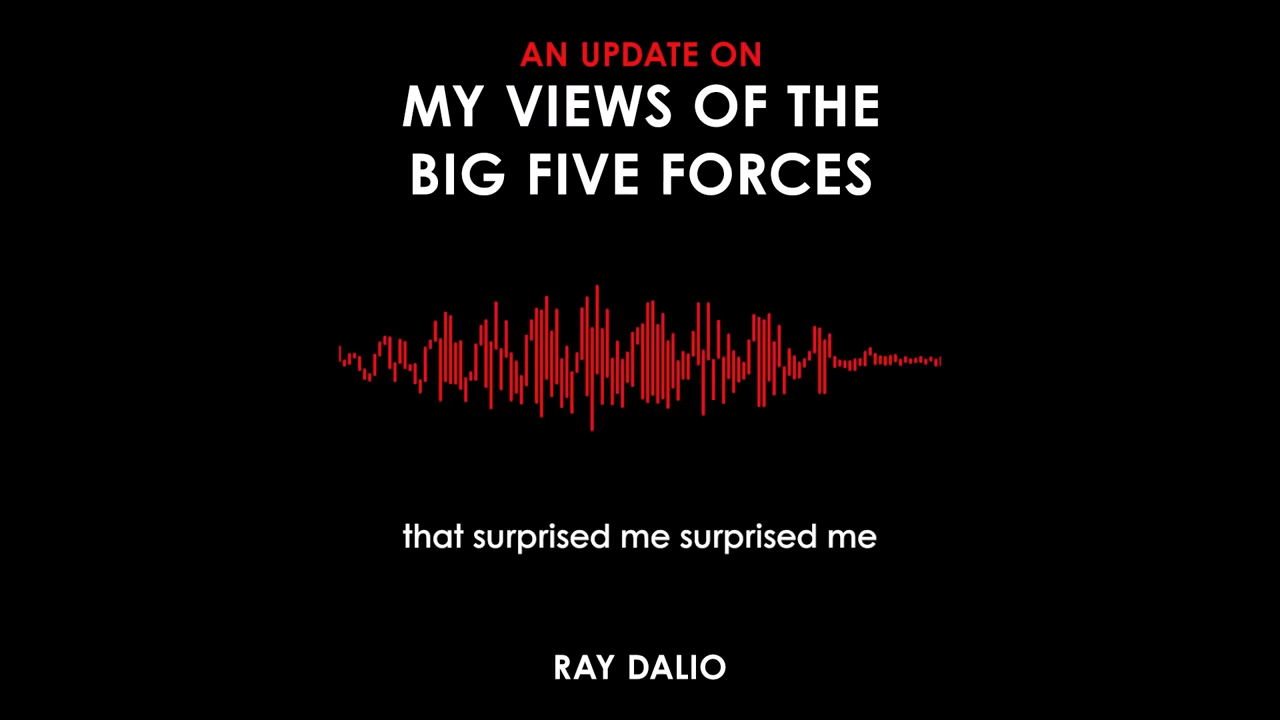 AN UPDATE ON
MY VIEWS OF THE
BIG FIVE FORCES
that surprised me surprised me
RAY DALIO